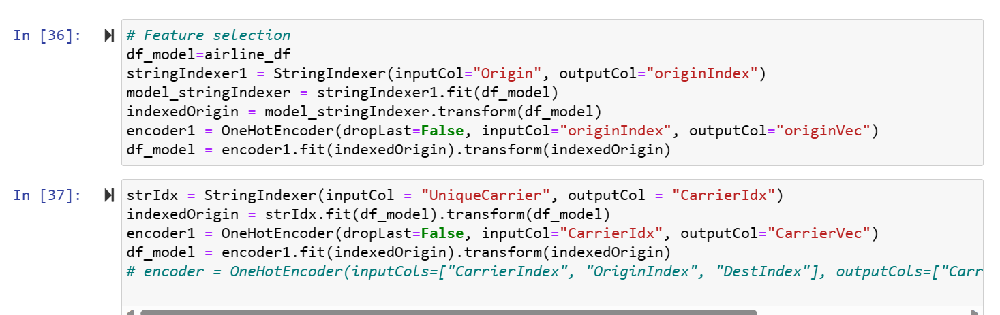 In [36]:
# Feature selection
df_model=airline_df
stringIndexer1 = StringIndexer(inputCol="Origin", outputCol="originIndex")
model_stringIndexer = stringIndexer1.fit(df_model)
indexedOrigin = model_stringIndexer.transform(df_model)
encoder1 = OneHotEncoder(dropLast=False, inputCol="originIndex", outputCol="originVec")
df_model = encoder1.fit(indexedOrigin).transform(indexedOrigin)
In [37]:
strIdx = StringIndexer(inputCol = "UniqueCarrier", outputCol = "CarrierIdx")
indexedOrigin = strIdx.fit(df_model).transform(df_model)
encoder1 = OneHotEncoder(dropLast=False, inputCol="CarrierIdx", outputCol="CarrierVec")
df_model = encoder1.fit(indexedOrigin).transform(indexedOrigin)
# encoder = OneHotEncoder(inputCols=["CarrierIndex", "OriginIndex", "DestIndex"], outputCols=["Carr